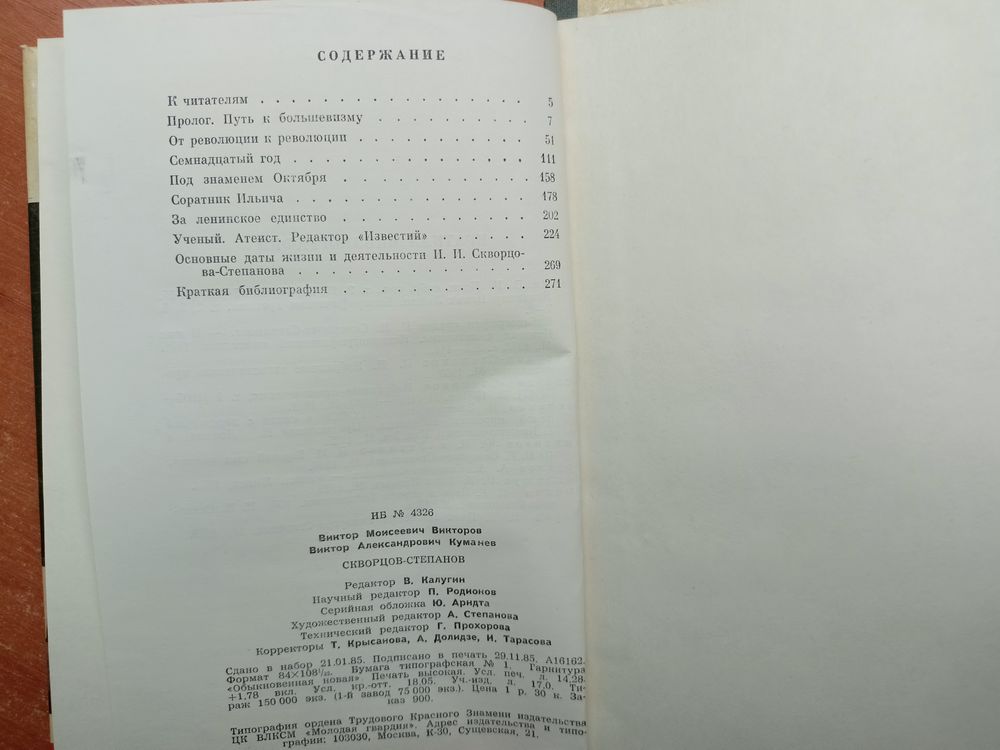 СОДЕРЖАНИЕ
К читателям . . . . . . . . . . . . . . . . 5
Пролог. Путь к большевизму . . . . . . . . . . 7
От революции к революции . . . . . . . . . . . 51
Семнадцатый год . . . . . . . . . . . . . . 111
Под знаменем Октября . . . . . . . . . . . . 158
Соратник Ильича . . . . . . . . . . . . . . 178
За ленинское единство . . . . . . . . . . . . 202
Ученый. Атеист. Редактор «Известий» . . . . . . 224
Основные даты жизни и деятельности И. И. Скворцо-
ва-Степанова . . . . . . . . . . . . . . 269
Краткая библиография . . . . . . . . . . . . 271
ИБ № 4326
Виктор Моисеевич Викторов
Виктор Александрович Куманев
СКВОРЦОВ-СТЕПАНОВ
Редактор В. Калугин
Научный редактор П. Родионов
Серийная обложка Ю. Арндта
Художественный редактор А. Степанова
Технический редактор Г. Прохорова
Корректоры Т. Крысанова, А. Долидзе, И. Тарасова
Сдано в набор 21.01.85. Подписано в печать 29.11.85. А16162.
Формат 84×108¹/₃₂. Бумага типографская № 1. Гарнитура
«Обыкновенная новая» Печать высокая. Усл. печ. л. 14,28+
+1,78 вкл. Усл. кр.-отт. 18,05. Уч.-изд. л. 17,0. Ти-
раж 150 000 экз. (1-й завод 75 000 экз.). Цена 1 р. 30 к. За-
каз 900.
Типография ордена Трудового Красного Знамени издательства
ЦК ВЛКСМ «Молодая гвардия». Адрес издательства и типо-
графии: 103030, Москва, К-30, Сущевская, 21.